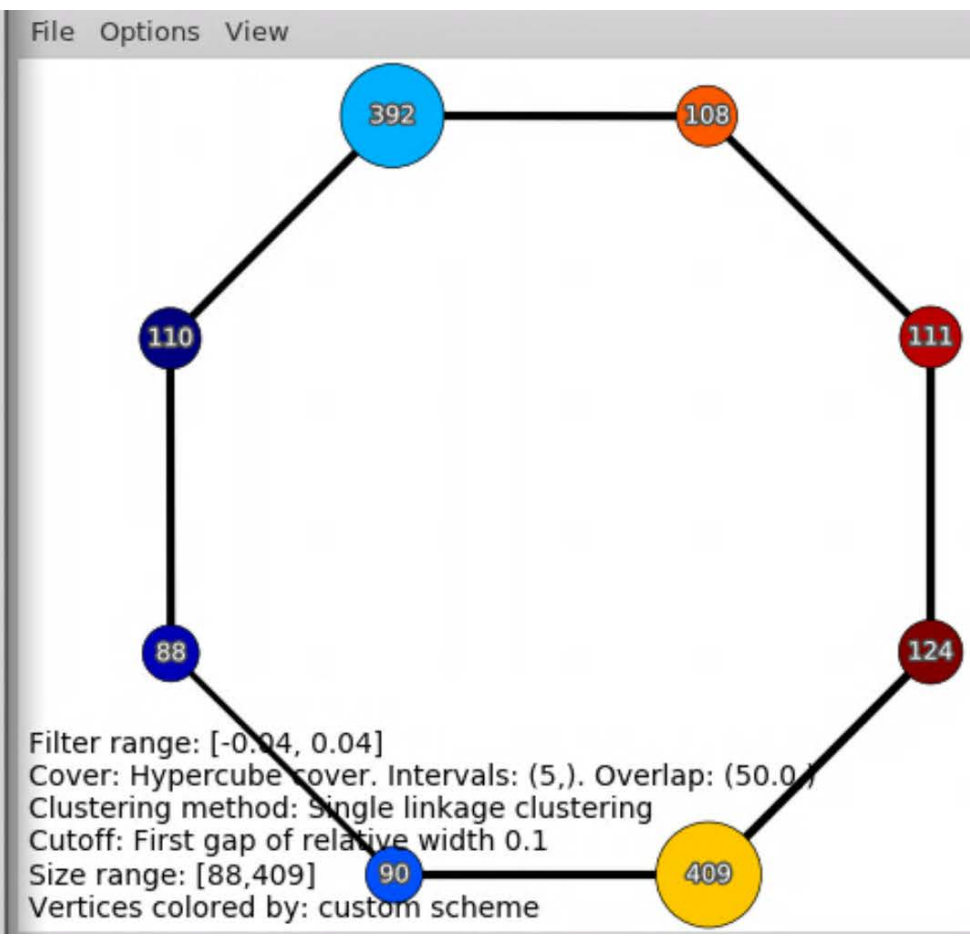 File Options View
392 108
110 111
88 124
Filter range: [-0.04, 0.04]
Cover: Hypercube cover. Intervals: (5,). Overlap: (50.0,)
Clustering method: Single linkage clustering
Cutoff: First gap of relative width 0.1
Size range: [88,409] 90 409
Vertices colored by: custom scheme